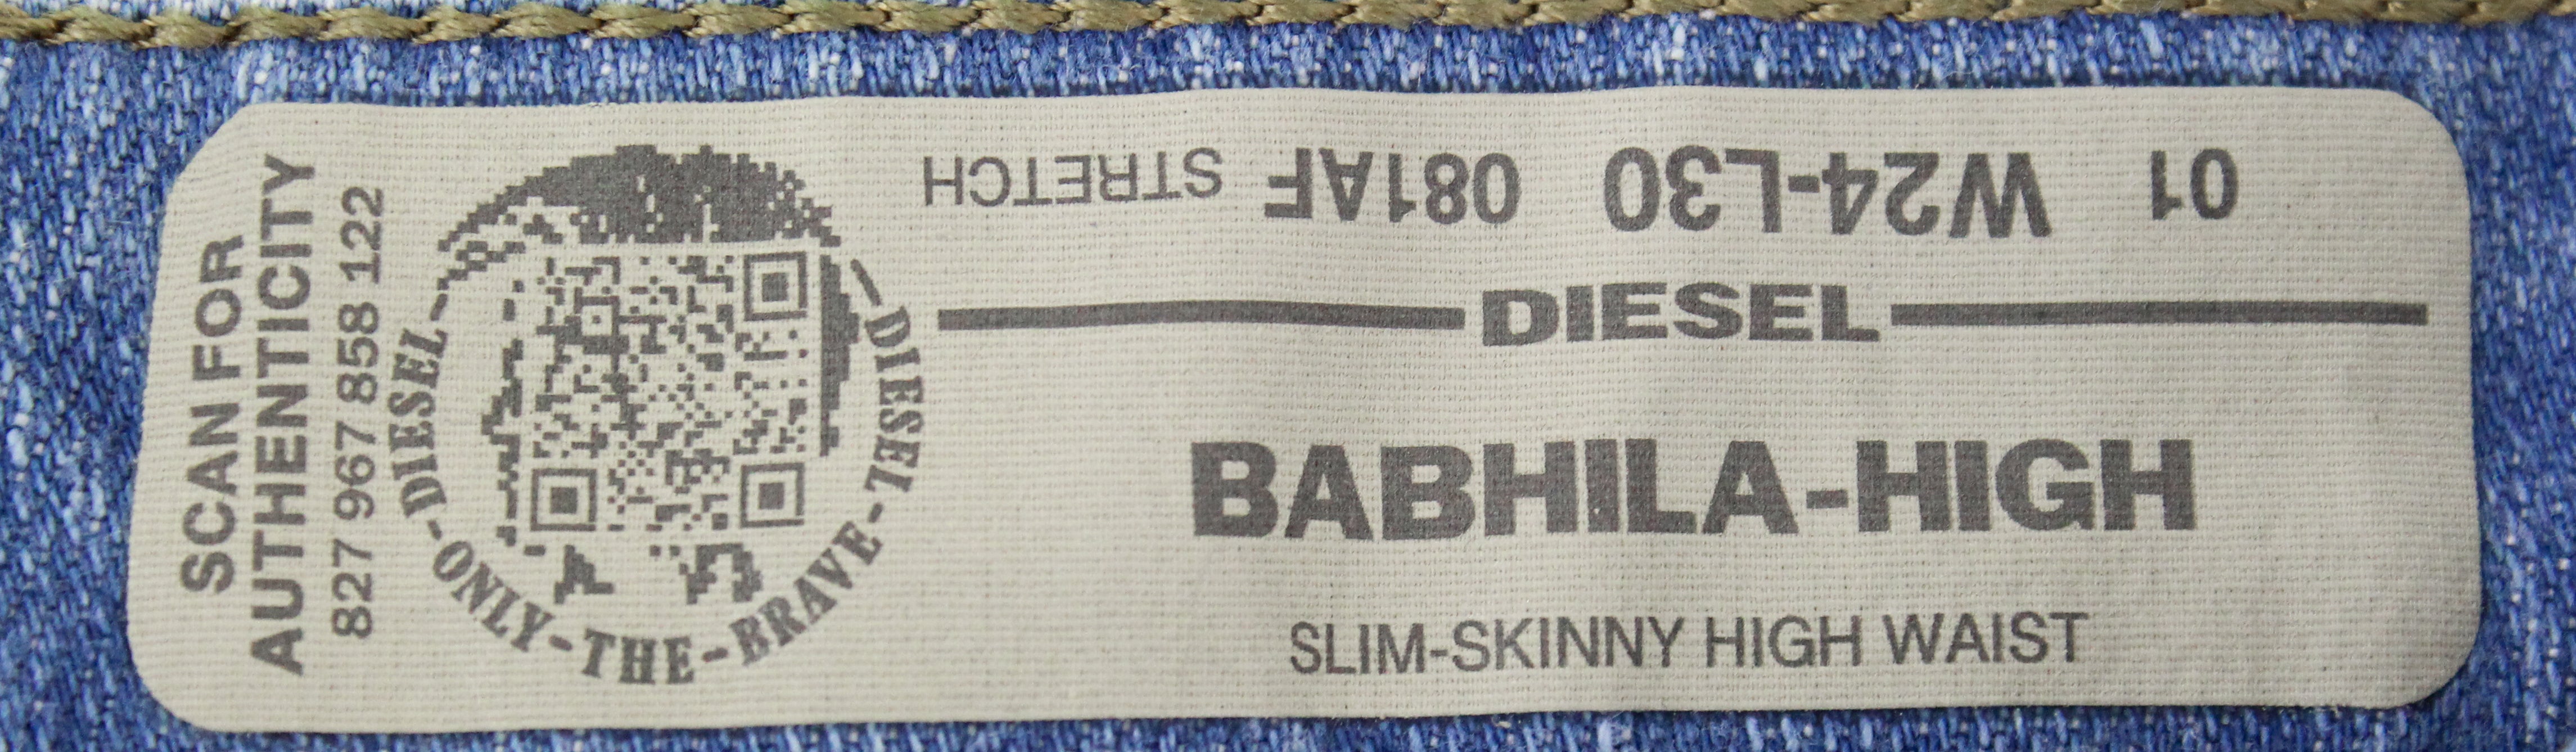 SCAN FOR
AUTHENTICITY
827 967 858 122
DIESEL-ONLY-THE-BRAVE-DIESEL
01 W24-L30 081AF STRETCH
DIESEL
BABHILA-HIGH
SLIM-SKINNY HIGH WAIST